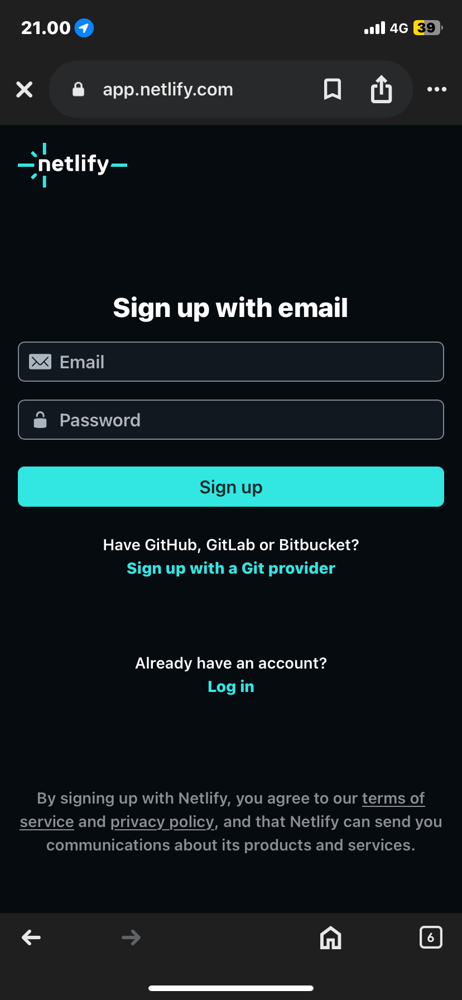 21.00
4G
39
app.netlify.com
netlify
Sign up with email
Email
Password
Sign up
Have GitHub, GitLab or Bitbucket?
Sign up with a Git provider
Already have an account?
Log in
By signing up with Netlify, you agree to our terms of
service and privacy policy, and that Netlify can send you
communications about its products and services.
6